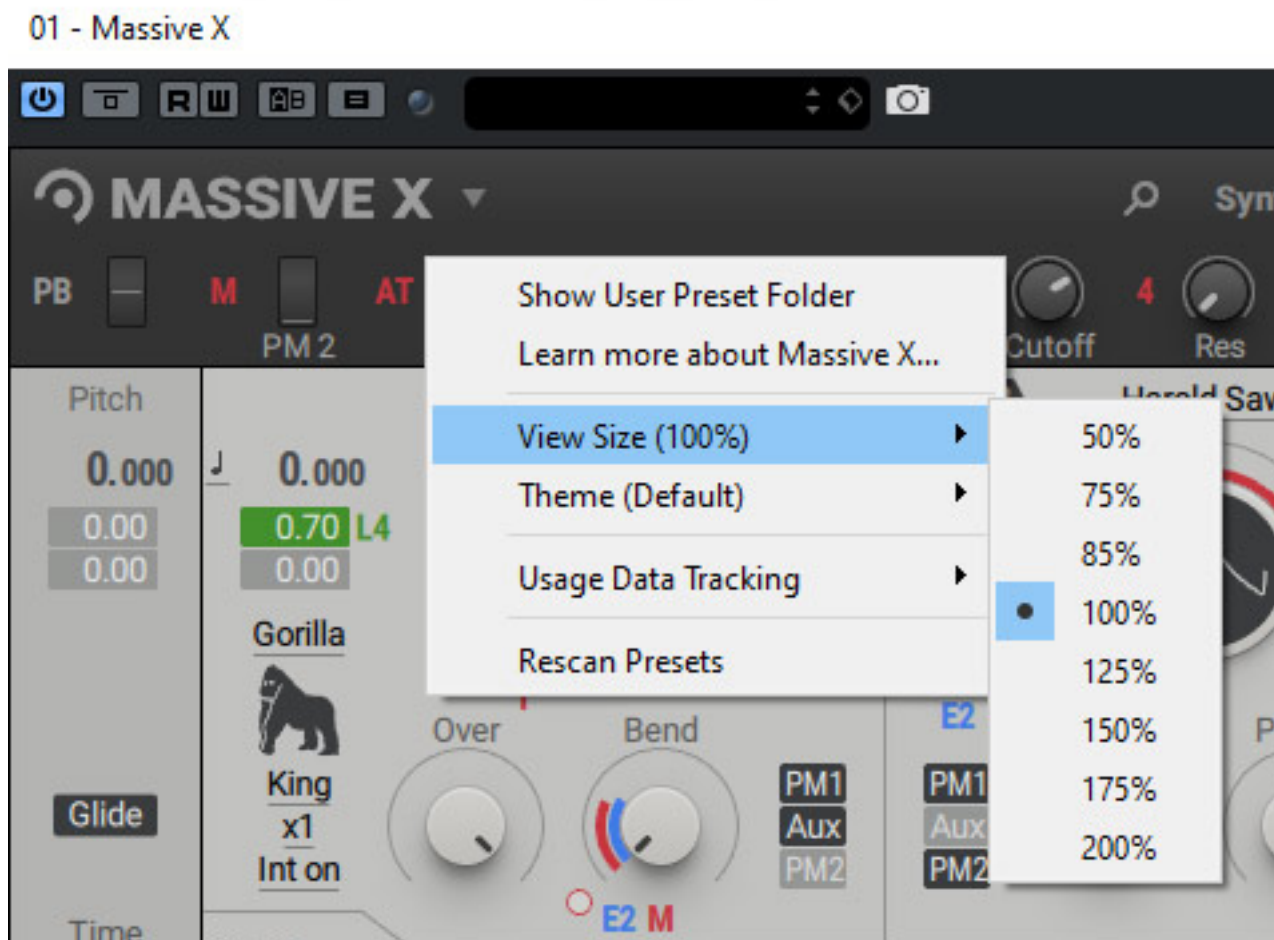 01 - Massive X
R W AB
MASSIVE X
Syn
PB M AT 4
PM 2 Cutoff Res
Show User Preset Folder
Learn more about Massive X...
View Size (100%)
Theme (Default)
Usage Data Tracking
Rescan Presets
50%
75%
85%
100%
125%
150%
175%
200%
Pitch
0.000 0.000
0.00 0.70 L4
0.00 0.00
Gorilla
King
x1
Int on
Glide
Time
Over Bend
PM1
Aux
PM2
E2 M
E2
PM1
Aux
PM2
P